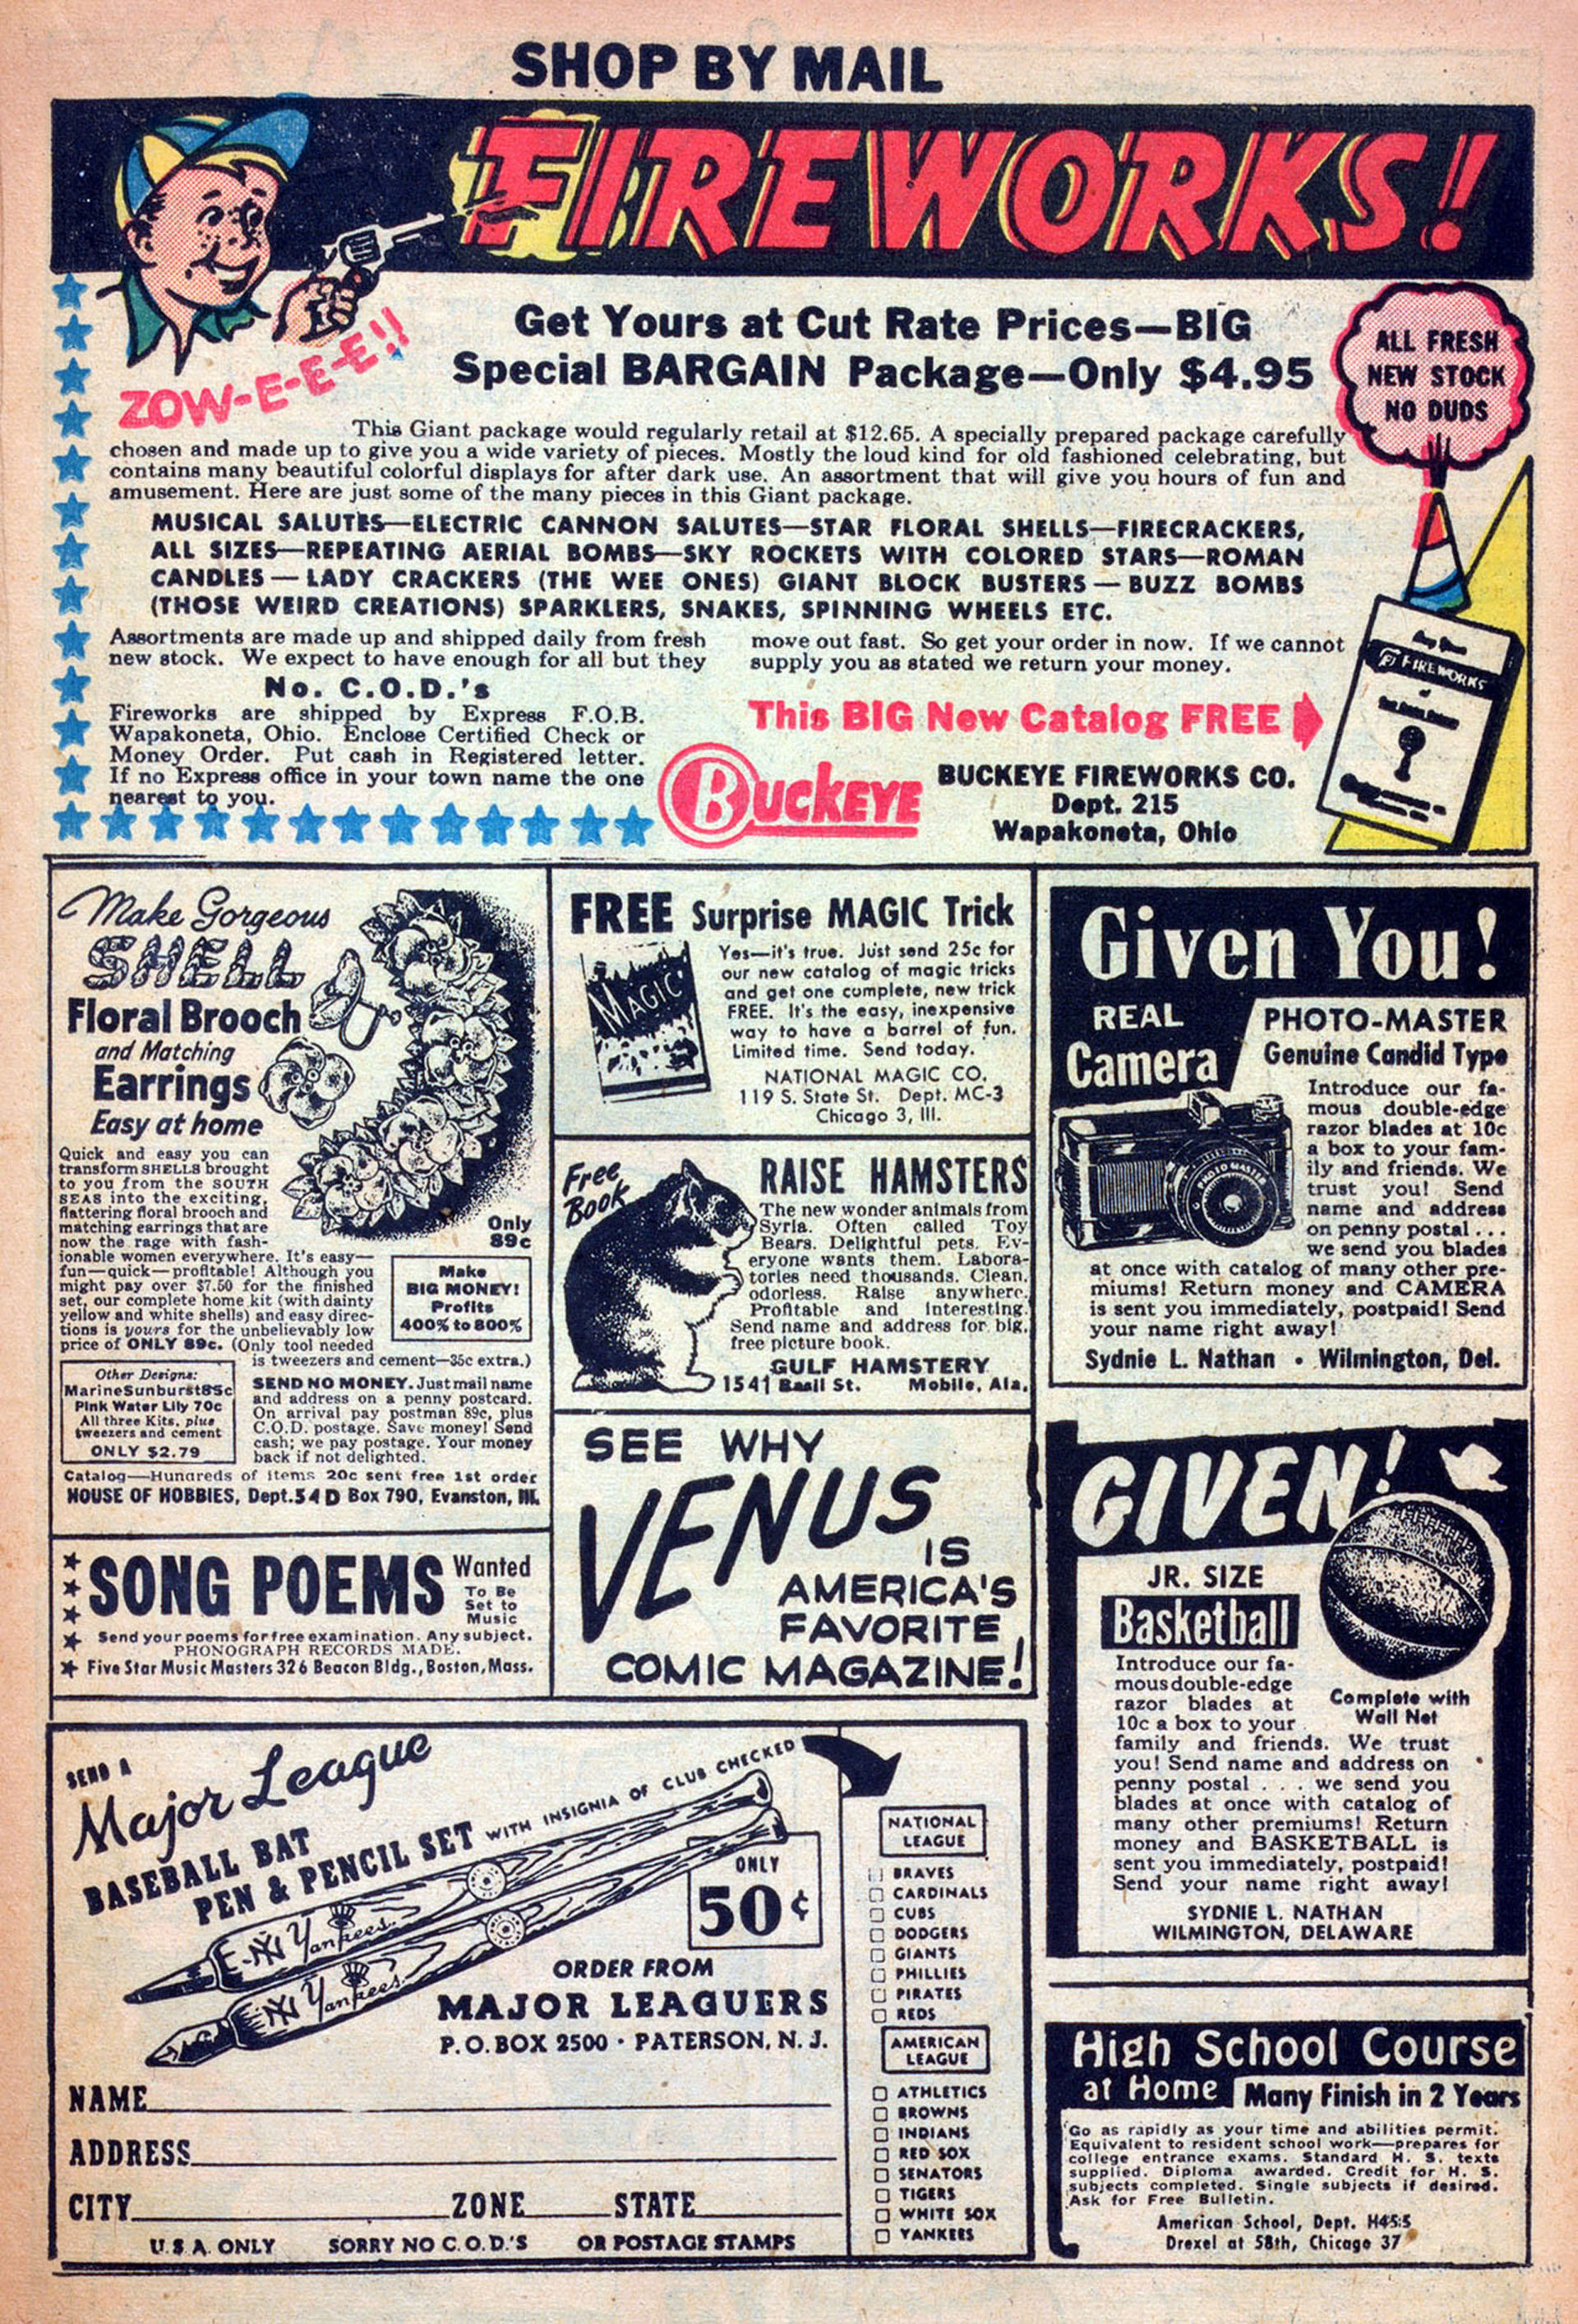 SHOP BY MAIL
FIREWORKS!
ZOW-E-E-E-E!!
Get Yours at Cut Rate Prices—BIG
Special BARGAIN Package—Only $4.95
ALL FRESH
NEW STOCK
NO DUDS
This Giant package would regularly retail at $12.65. A specially prepared package carefully
chosen and made up to give you a wide variety of pieces. Mostly the loud kind for old fashioned celebrating, but
contains many beautiful colorful displays for after dark use. An assortment that will give you hours of fun and
amusement. Here are just some of the many pieces in this Giant package.
MUSICAL SALUTES—ELECTRIC CANNON SALUTES—STAR FLORAL SHELLS—FIRECRACKERS,
ALL SIZES—REPEATING AERIAL BOMBS—SKY ROCKETS WITH COLORED STARS—ROMAN
CANDLES — LADY CRACKERS (THE WEE ONES) GIANT BLOCK BUSTERS — BUZZ BOMBS
(THOSE WEIRD CREATIONS) SPARKLERS, SNAKES, SPINNING WHEELS ETC.
Assortments are made up and shipped daily from fresh
new stock. We expect to have enough for all but they
move out fast. So get your order in now. If we cannot
supply you as stated we return your money.
No. C.O.D.'s
Fireworks are shipped by Express F.O.B.
Wapakoneta, Ohio. Enclose Certified Check or
Money Order. Put cash in Registered letter.
If no Express office in your town name the one
nearest to you.
This BIG New Catalog FREE
FIREWORKS
BUCKEYE
BUCKEYE FIREWORKS CO.
Dept. 215
Wapakoneta, Ohio
Make Gorgeous
SHELL
Floral Brooch
and Matching
Earrings
Easy at home
Quick and easy you can
transform SHELLS brought
to you from the SOUTH
SEAS into the exciting,
flattering floral brooch and
matching earrings that are
now the rage with fash-
ionable women everywhere. It's easy—
fun—quick—profitable! Although you
might pay over $7.50 for the finished
set, our complete home kit (with dainty
yellow and white shells) and easy direc-
tions is yours for the unbelievably low
price of ONLY 89c. (Only tool needed
is tweezers and cement—35c extra.)
Only
89c
Make
BIG MONEY!
Profits
400% to 800%
Other Designs:
Marine Sunburst 85c
Pink Water Lily 70c
All three Kits, plus
tweezers and cement
ONLY $2.79
SEND NO MONEY. Just mail name
and address on a penny postcard.
On arrival pay postman 89c, plus
C.O.D. postage. Save money! Send
cash; we pay postage. Your money
back if not delighted.
Catalog—Hundreds of items 20c sent free 1st order
HOUSE OF HOBBIES, Dept. 54 D Box 790, Evanston, Ill.
SONG POEMS Wanted
To Be
Set to
Music
Send your poems for free examination. Any subject.
PHONOGRAPH RECORDS MADE.
Five Star Music Masters 326 Beacon Bldg., Boston, Mass.
FREE Surprise MAGIC Trick
MAGIC
Yes—it's true. Just send 25c for
our new catalog of magic tricks
and get one complete, new trick
FREE. It's the easy, inexpensive
way to have a barrel of fun.
Limited time. Send today.
NATIONAL MAGIC CO.
119 S. State St. Dept. MC-3
Chicago 3, Ill.
Free
Book
RAISE HAMSTERS
The new wonder animals from
Syria. Often called Toy
Bears. Delightful pets. Ev-
eryone wants them. Labora-
tories need thousands. Clean,
odorless. Raise anywhere.
Profitable and interesting.
Send name and address for big,
free picture book.
GULF HAMSTERY
1541 Basil St. Mobile, Ala.
SEE WHY
VENUS
IS
AMERICA'S
FAVORITE
COMIC MAGAZINE!
Given You!
REAL
Camera
PHOTO-MASTER
Genuine Candid Type
PHOTO MASTER
Introduce our fa-
mous double-edge
razor blades at 10c
a box to your fam-
ily and friends. We
trust you! Send
name and address
on penny postal . . .
we send you blades
at once with catalog of many other pre-
miums! Return money and CAMERA
is sent you immediately, postpaid! Send
your name right away!
Sydnie L. Nathan • Wilmington, Del.
GIVEN!
JR. SIZE
Basketball
Introduce our fa-
mous double-edge
razor blades at
10c a box to your
Complete with
Wall Net
family and friends. We trust
you! Send name and address on
penny postal . . . we send you
blades at once with catalog of
many other premiums! Return
money and BASKETBALL is
sent you immediately, postpaid!
Send your name right away!
SYDNIE L. NATHAN
WILMINGTON, DELAWARE
SEND A
Major League
BASEBALL BAT
PEN & PENCIL SET WITH INSIGNIA OF CLUB CHECKED
NY Yankees
NY Yankees
ONLY
50¢
ORDER FROM
MAJOR LEAGUERS
P.O. BOX 2500 · PATERSON, N. J.
NAME
ADDRESS
CITY ZONE STATE
U.S.A. ONLY SORRY NO C.O.D.'S OR POSTAGE STAMPS
NATIONAL
LEAGUE
BRAVES
CARDINALS
CUBS
DODGERS
GIANTS
PHILLIES
PIRATES
REDS
AMERICAN
LEAGUE
ATHLETICS
BROWNS
INDIANS
RED SOX
SENATORS
TIGERS
WHITE SOX
YANKEES
High School Course
at Home Many Finish in 2 Years
Go as rapidly as your time and abilities permit.
Equivalent to resident school work—prepares for
college entrance exams. Standard H. S. texts
supplied. Diploma awarded. Credit for H. S.
subjects completed. Single subjects if desired.
Ask for Free Bulletin.
American School, Dept. H455
Drexel at 58th, Chicago 37